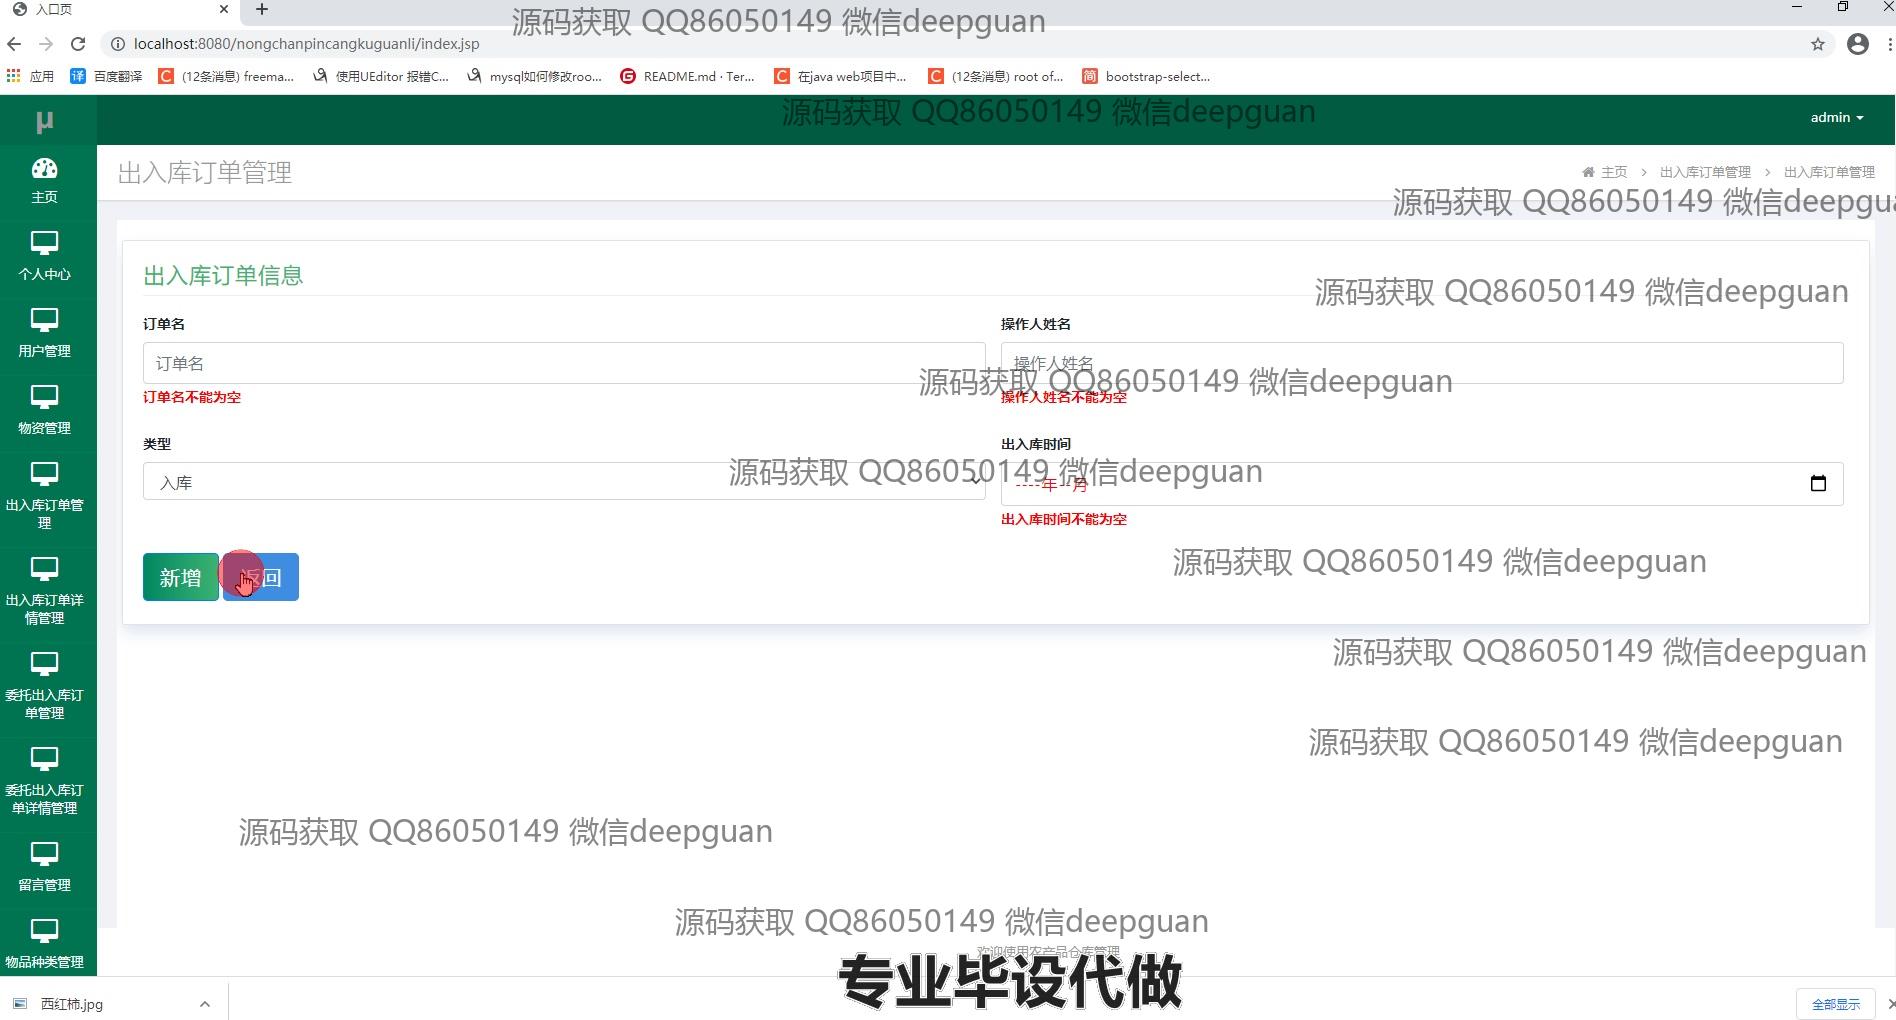 入口页
源码获取 QQ86050149 微信deepguan
localhost:8080/nongchanpincangkuguanli/index.jsp
应用
百度翻译
(12条消息) freema...
使用UEditor 报错C...
mysql如何修改roo...
README.md · Ter...
在java web项目中...
(12条消息) root of...
bootstrap-select...
µ
源码获取 QQ86050149 微信deepguan
admin
主页
出入库订单管理
主页 > 出入库订单管理 > 出入库订单管理
源码获取 QQ86050149 微信deepgua
个人中心
出入库订单信息
源码获取 QQ86050149 微信deepguan
订单名
操作人姓名
用户管理
订单名
操作人姓名
源码获取 QQ86050149 微信deepguan
订单名不能为空
操作人姓名不能为空
物资管理
类型
出入库时间
源码获取 QQ86050149 微信deepguan
入库
----年--月
出入库订单管
理
出入库时间不能为空
源码获取 QQ86050149 微信deepguan
新增
返回
出入库订单详
情管理
源码获取 QQ86050149 微信deepguan
委托出入库订
单管理
源码获取 QQ86050149 微信deepguan
委托出入库订
单详情管理
源码获取 QQ86050149 微信deepguan
留言管理
源码获取 QQ86050149 微信deepguan
欢迎使用农产品仓库管理
物品种类管理
专业毕设代做
西红柿.jpg
全部显示